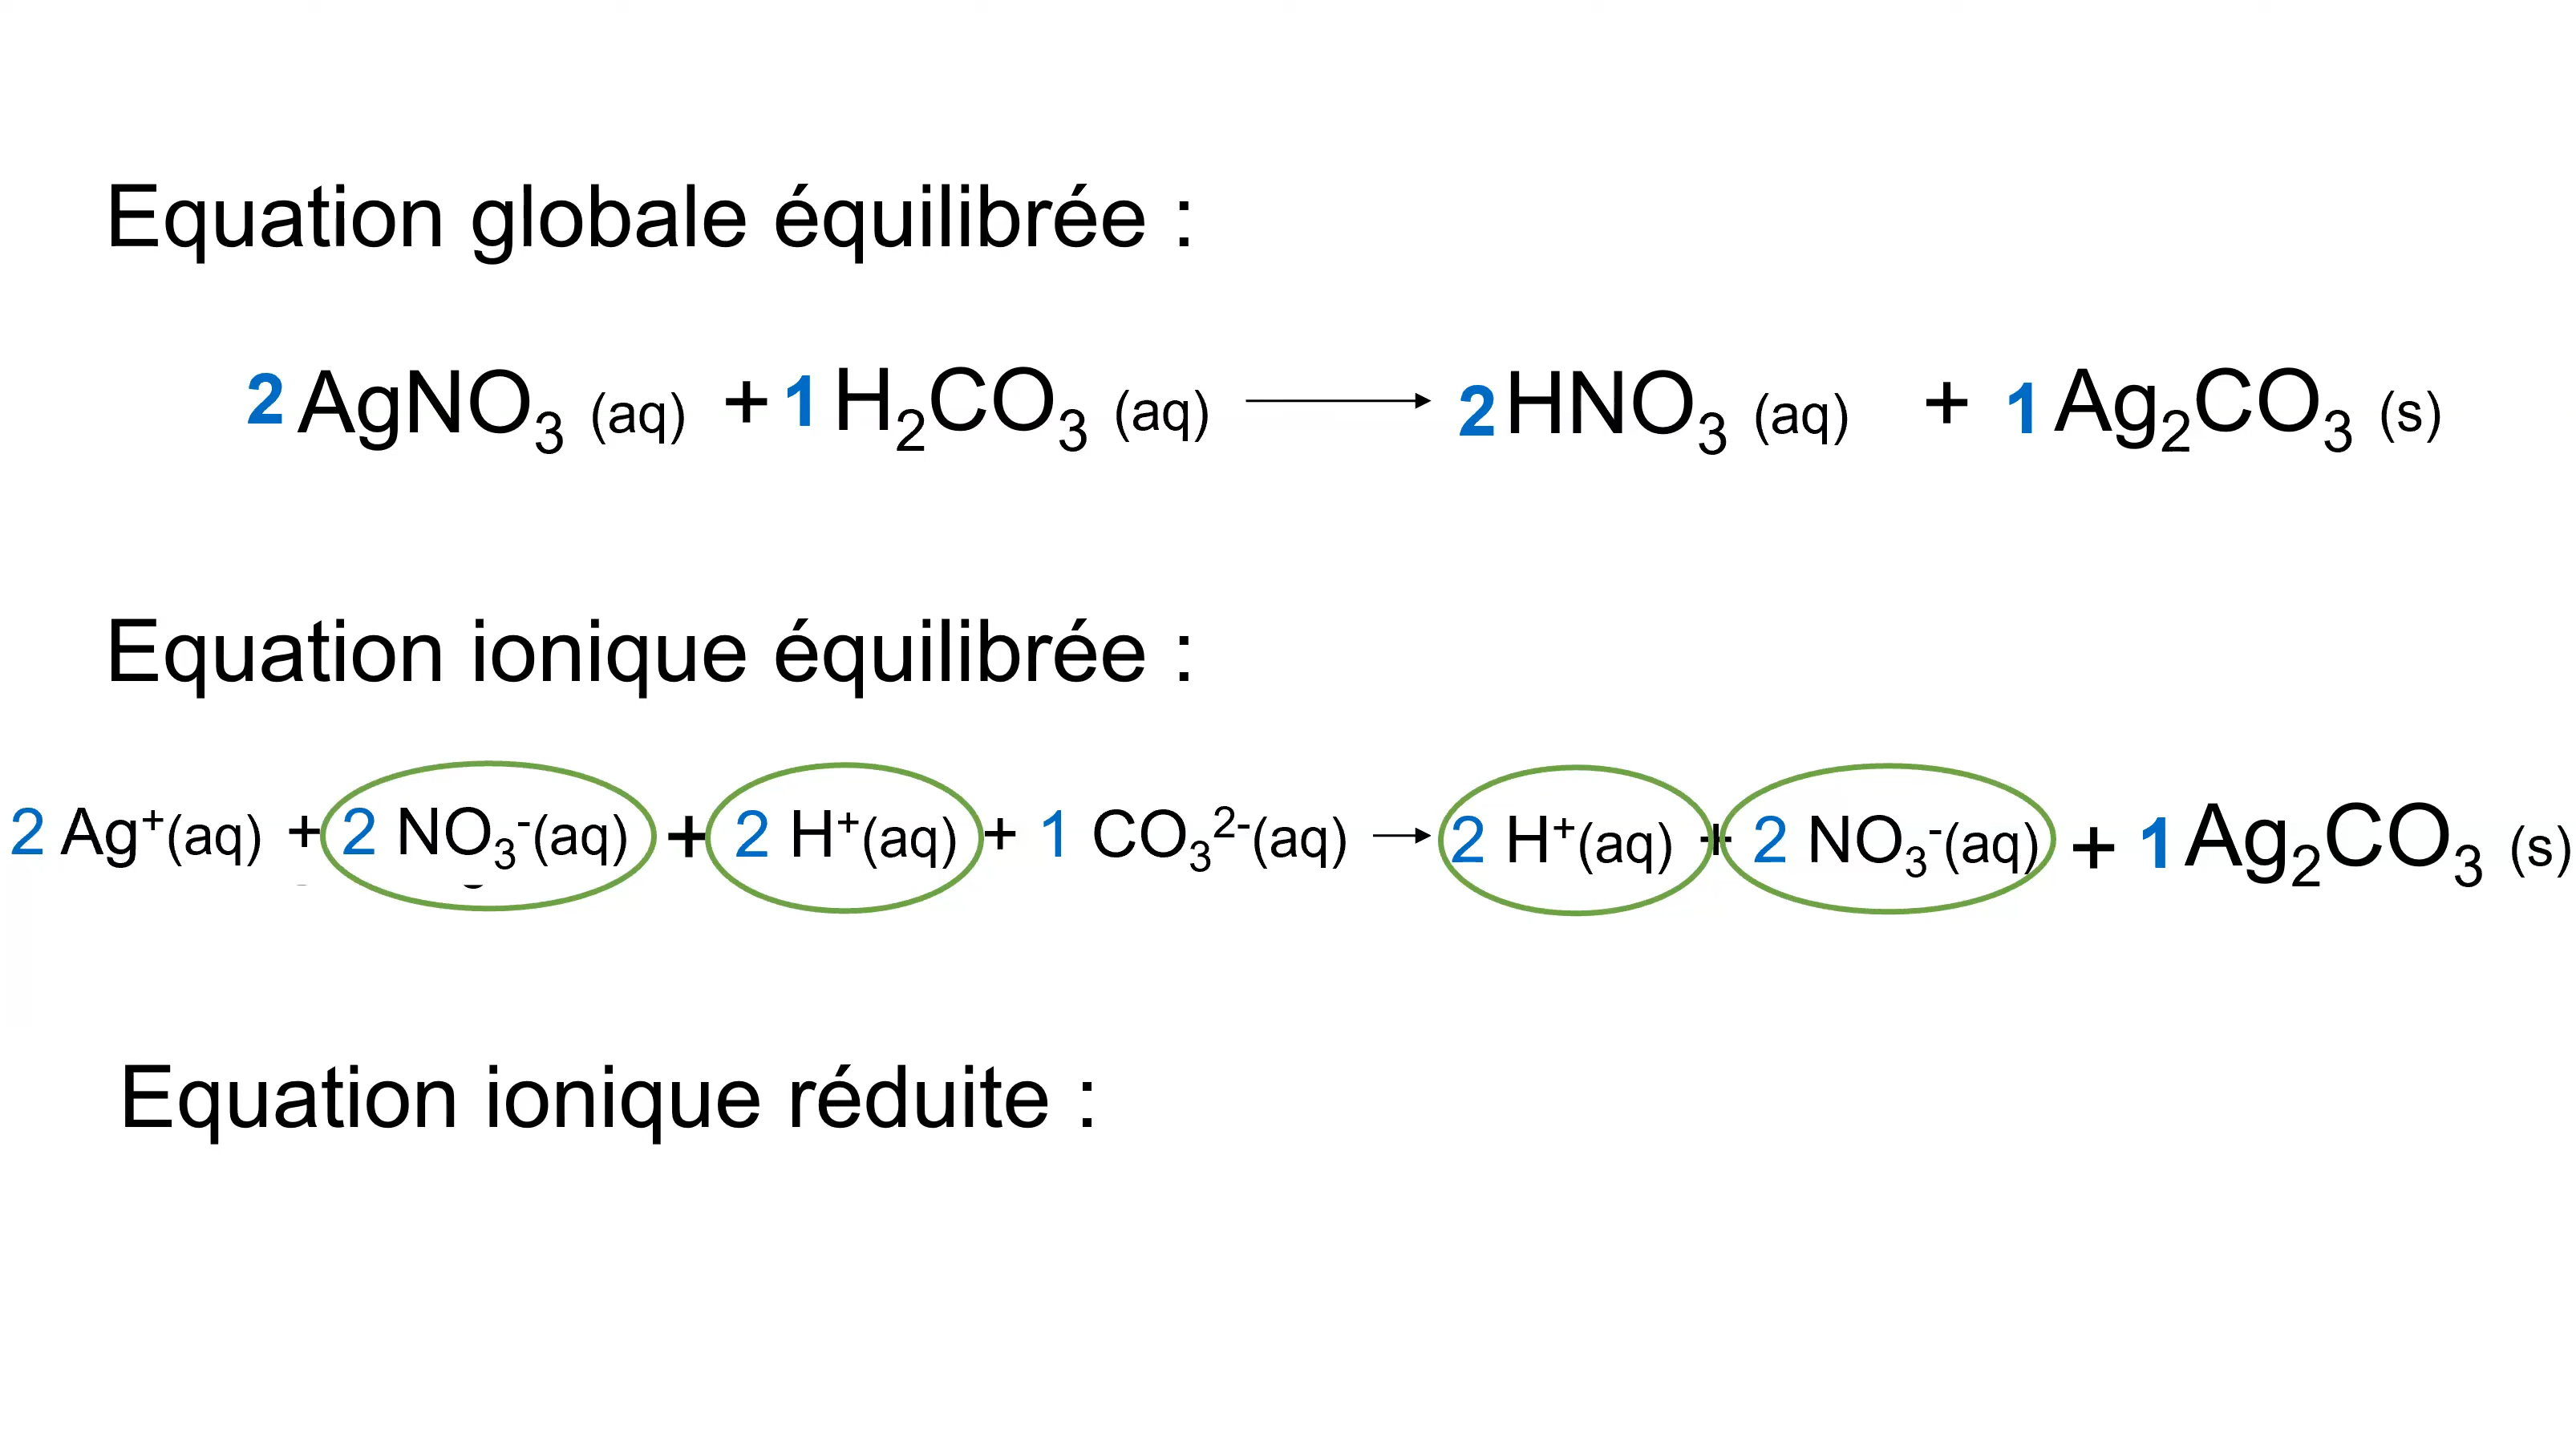 Equation globale équilibrée :
2 AgNO₃ (aq) + 1 H₂CO₃ (aq) ⟶ 2 HNO₃ (aq) + 1 Ag₂CO₃ (s)
Equation ionique équilibrée :
2 Ag⁺(aq) + 2 NO₃⁻(aq) + 2 H⁺(aq) + 1 CO₃²⁻(aq) → 2 H⁺(aq) + 2 NO₃⁻(aq) + 1 Ag₂CO₃ (s)
Equation ionique réduite :